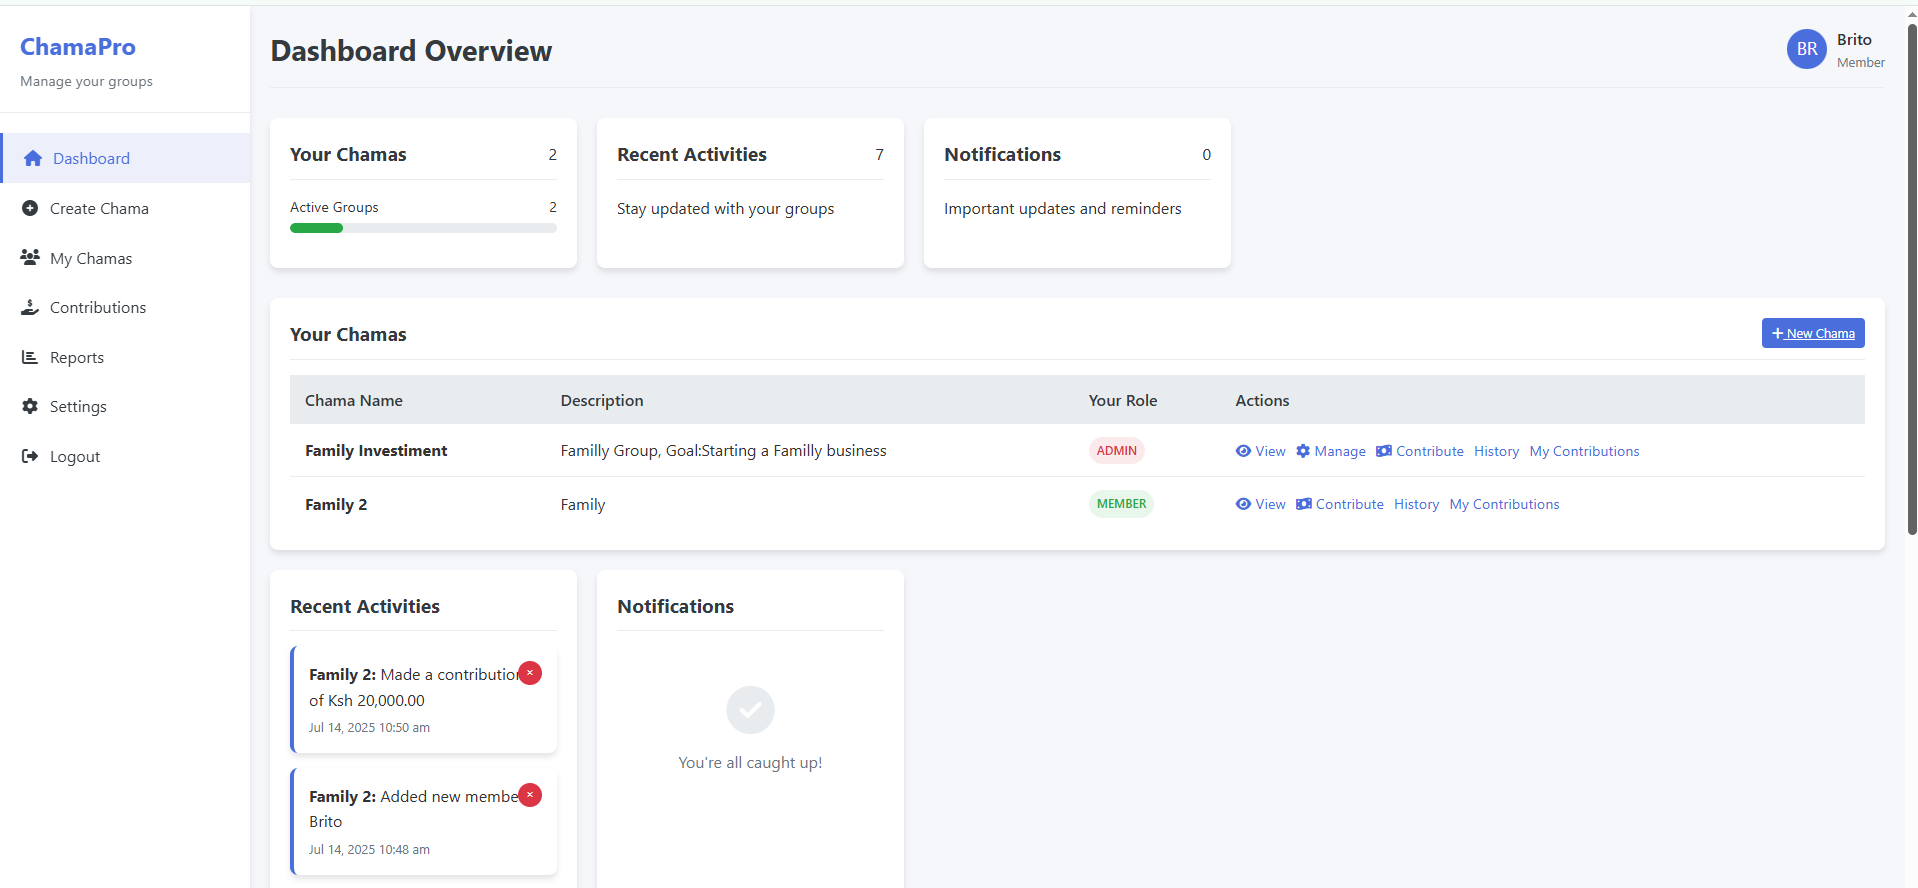 ChamaPro
Manage your groups
Dashboard
Create Chama
My Chamas
Contributions
Reports
Settings
Logout
Dashboard Overview
BR
Brito
Member
Your Chamas 2
Active Groups 2
Recent Activities 7
Stay updated with your groups
Notifications 0
Important updates and reminders
Your Chamas
New Chama
Chama Name Description Your Role Actions
Family Investiment Familly Group, Goal:Starting a Familly business ADMIN View Manage Contribute History My Contributions
Family 2 Family MEMBER View Contribute History My Contributions
Recent Activities
Family 2: Made a contribution
of Ksh 20,000.00
Jul 14, 2025 10:50 am
Family 2: Added new membe
Brito
Jul 14, 2025 10:48 am
Notifications
You're all caught up!